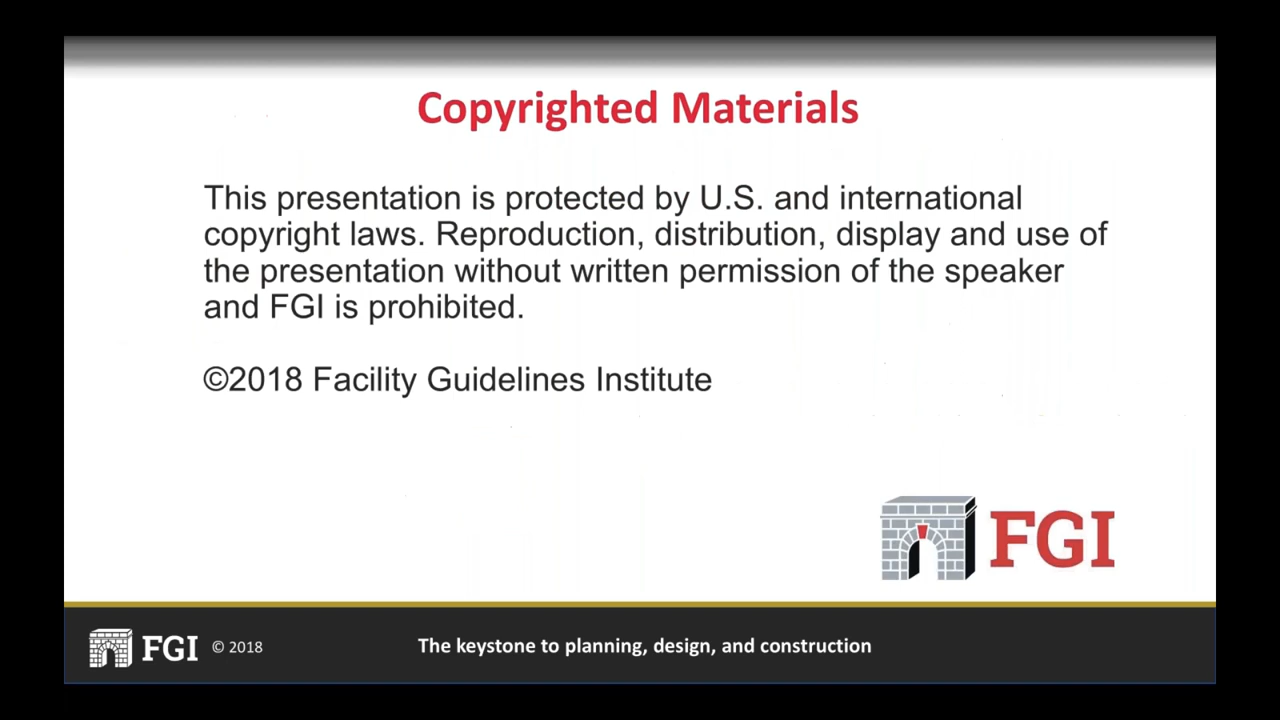 Copyrighted Materials
This presentation is protected by U.S. and international
copyright laws. Reproduction, distribution, display and use of
the presentation without written permission of the speaker
and FGI is prohibited.
©2018 Facility Guidelines Institute
FGI
FGI © 2018
The keystone to planning, design, and construction